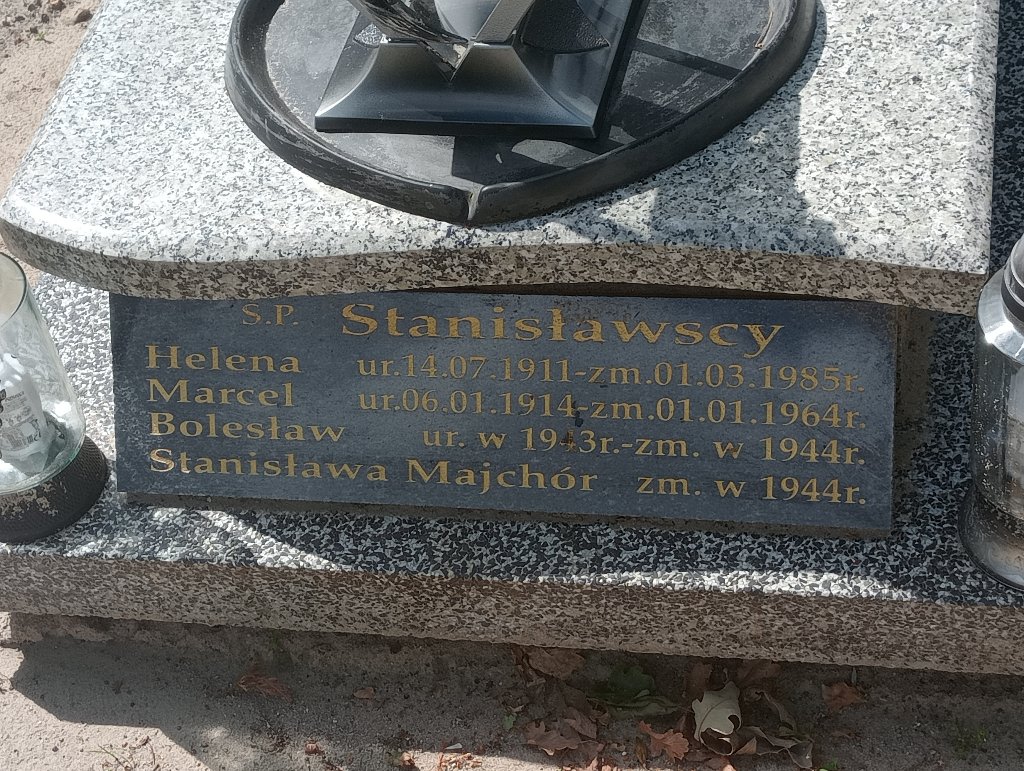 Ś.P. Stanisławscy
Helena ur.14.07.1911-zm.01.03.1985r.
Marcel ur.06.01.1914-zm.01.01.1964r.
Bolesław ur. w 1943r.-zm. w 1944r.
Stanisława Majchór zm. w 1944r.